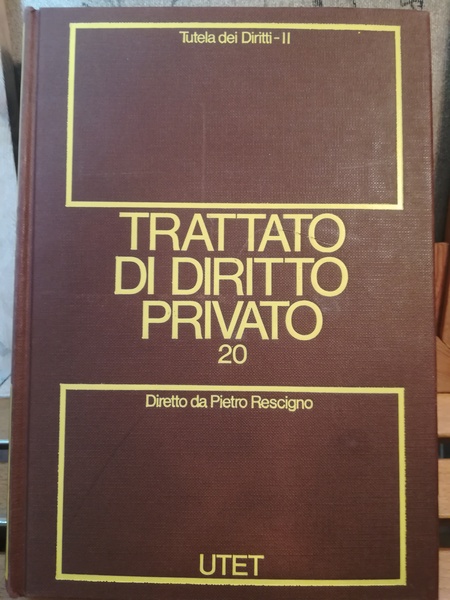 Tutela dei Diritti - II
TRATTATO
DI DIRITTO
PRIVATO
20
Diretto da Pietro Rescigno
UTET